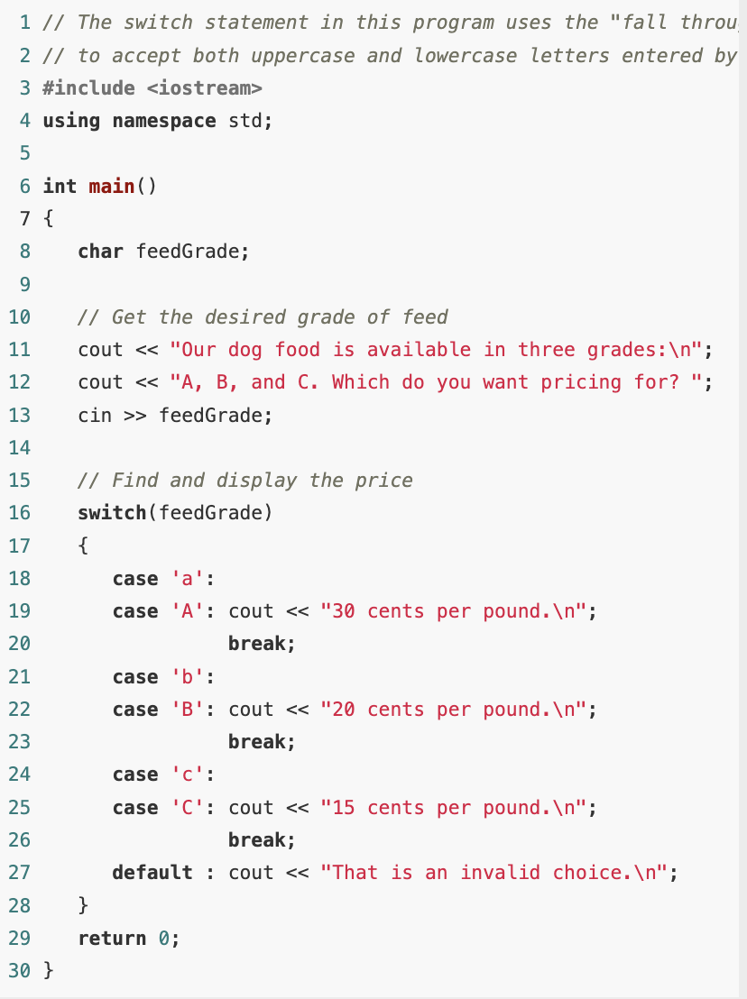 1 // The switch statement in this program uses the "fall
2 // to accept both uppercase and lowercase letters entered by
3 #include <iostream>
4 using namespace std;
5
6 int main()
7 {
8    char feedGrade;
9
10    // Get the desired grade of feed
11    cout << "Our dog food is available in three grades:\n";
12    cout << "A, B, and C. Which do you want pricing for? ";
13    cin >> feedGrade;
14
15    // Find and display the price
16    switch(feedGrade)
17    {
18       case 'a':
19       case 'A': cout << "30 cents per pound.\n";
20                 break;
21       case 'b':
22       case 'B': cout << "20 cents per pound.\n";
23                 break;
24       case 'c':
25       case 'C': cout << "15 cents per pound.\n";
26                 break;
27       default : cout << "That is an invalid choice.\n";
28    }
29    return 0;
30 }